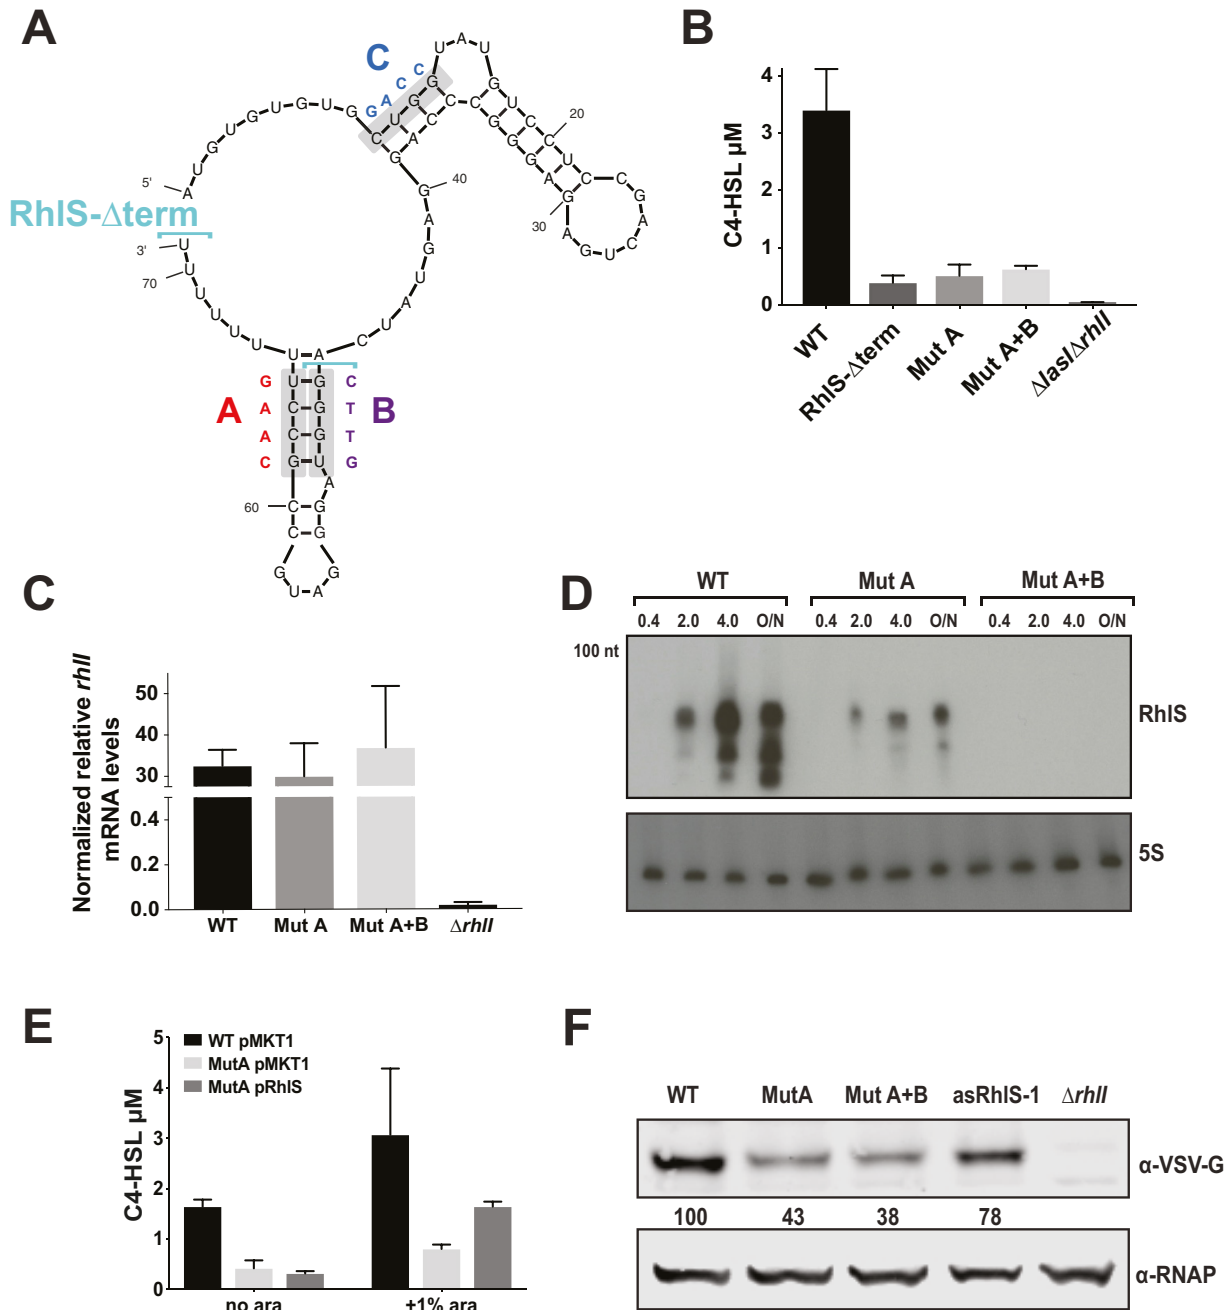 A
C
C
C
A
G
U A U
G
G
G
U
C
C
C
A
G
G
U
C
C
U
C
20
C
G
A
C
U
G
A
30
G
A
G
G
G
C
40
G
A
G
U
A
U
C
5'
A U G U G U G U G
RhlS-Δterm
3'
70
U U U U U U U
A
A
G
A
A
C
U
C
C
G
G
G
G
U
C
T
T
G
B
A
60
C
C
G
G
G
U
A
G
G
B
C4-HSL µM
4
3
2
1
0
WT
RhlS-Δterm
Mut A
Mut A+B
ΔlasIΔrhlI
C
Normalized relative rhlI
mRNA levels
50
40
30
0.4
0.2
0.0
WT Mut A Mut A+B ΔrhlI
D
WT Mut A Mut A+B
0.4 2.0 4.0 O/N 0.4 2.0 4.0 O/N 0.4 2.0 4.0 O/N
100 nt
RhlS
5S
E
C4-HSL µM
5
4
3
2
1
0
WT pMKT1
MutA pMKT1
MutA pRhlS
no ara +1% ara
F
WT MutA Mut A+B asRhlS-1 ΔrhlI
α-VSV-G
100 43 38 78
α-RNAP